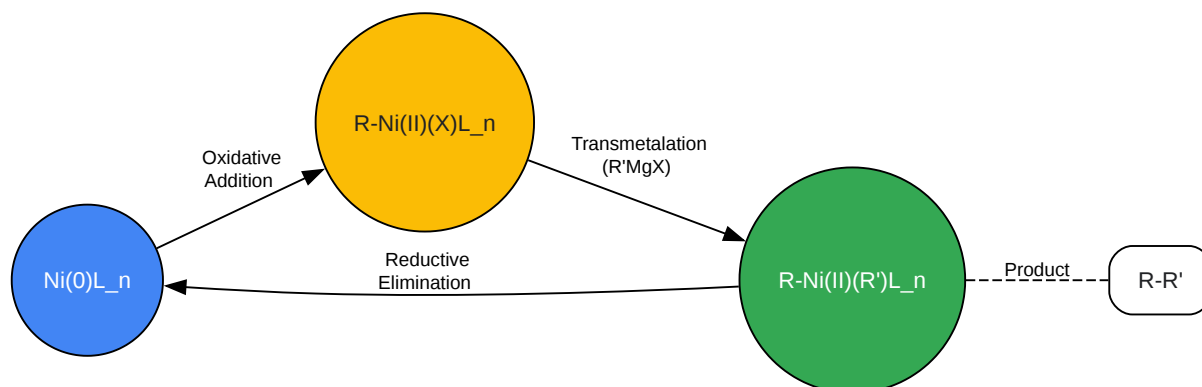 R-Ni(II)(X)L_n
Oxidative
Addition
Transmetalation
(R'MgX)
Ni(0)L_n
Reductive
Elimination
R-Ni(II)(R')L_n
Product
R-R'